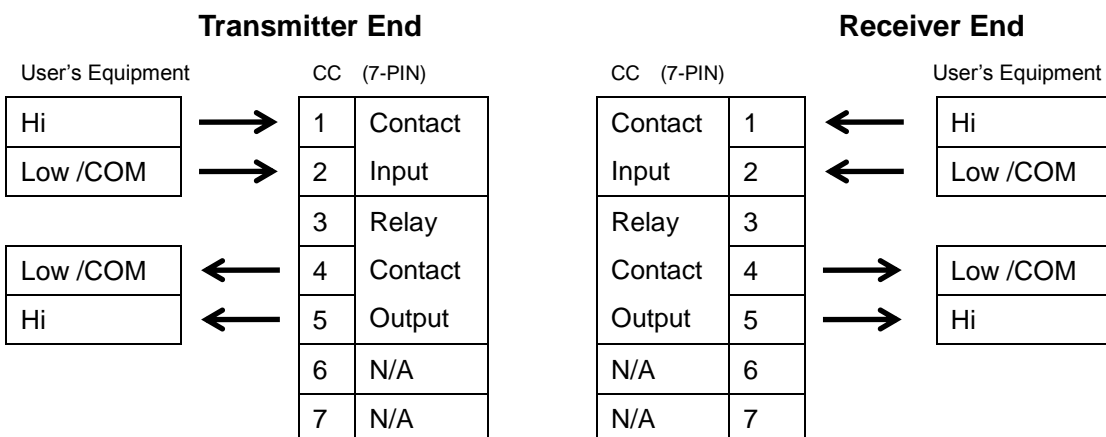 Transmitter End Receiver End
User’s Equipment CC (7-PIN) CC (7-PIN) User’s Equipment
Hi 1 Contact Contact 1 Hi
Low /COM 2 Input Input 2 Low /COM
3 Relay Relay 3
Low /COM 4 Contact Contact 4 Low /COM
Hi 5 Output Output 5 Hi
6 N/A N/A 6
7 N/A N/A 7